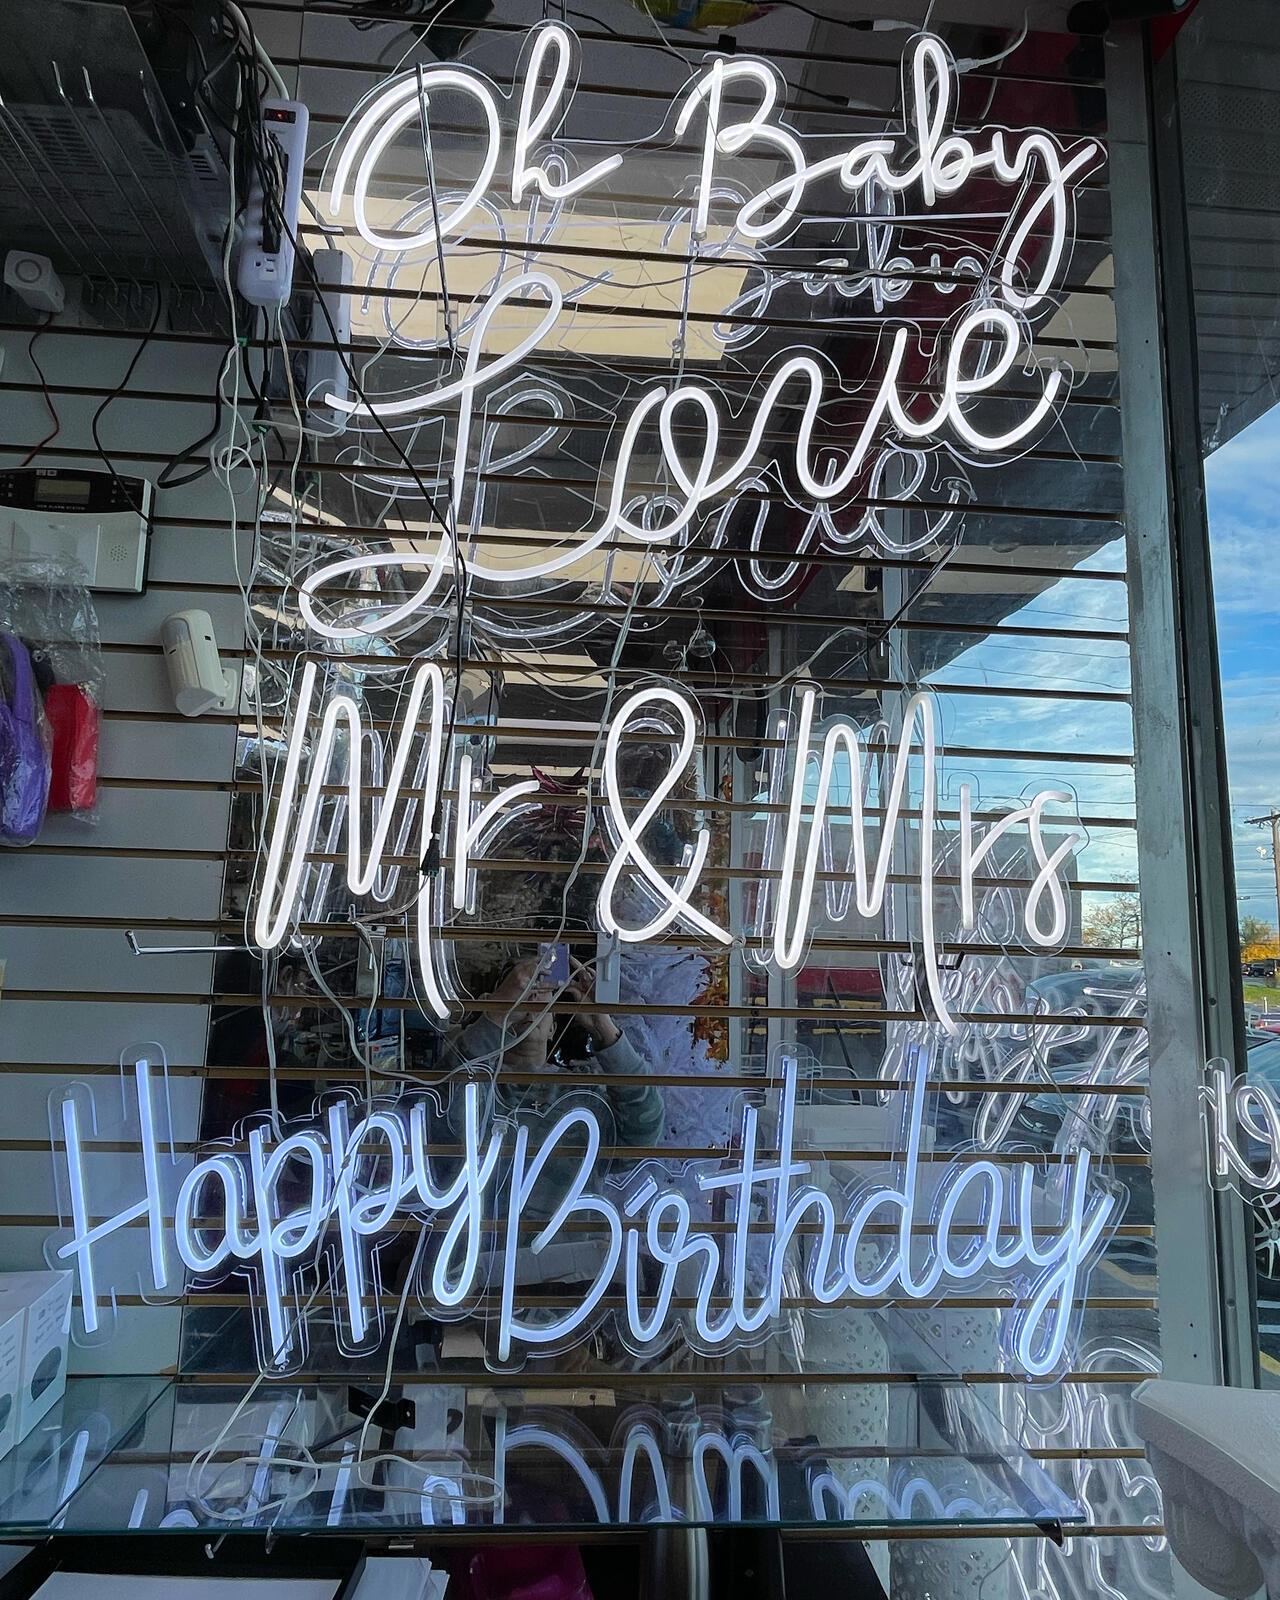 Oh Baby
Love
Mr & Mrs
Happy Birthday